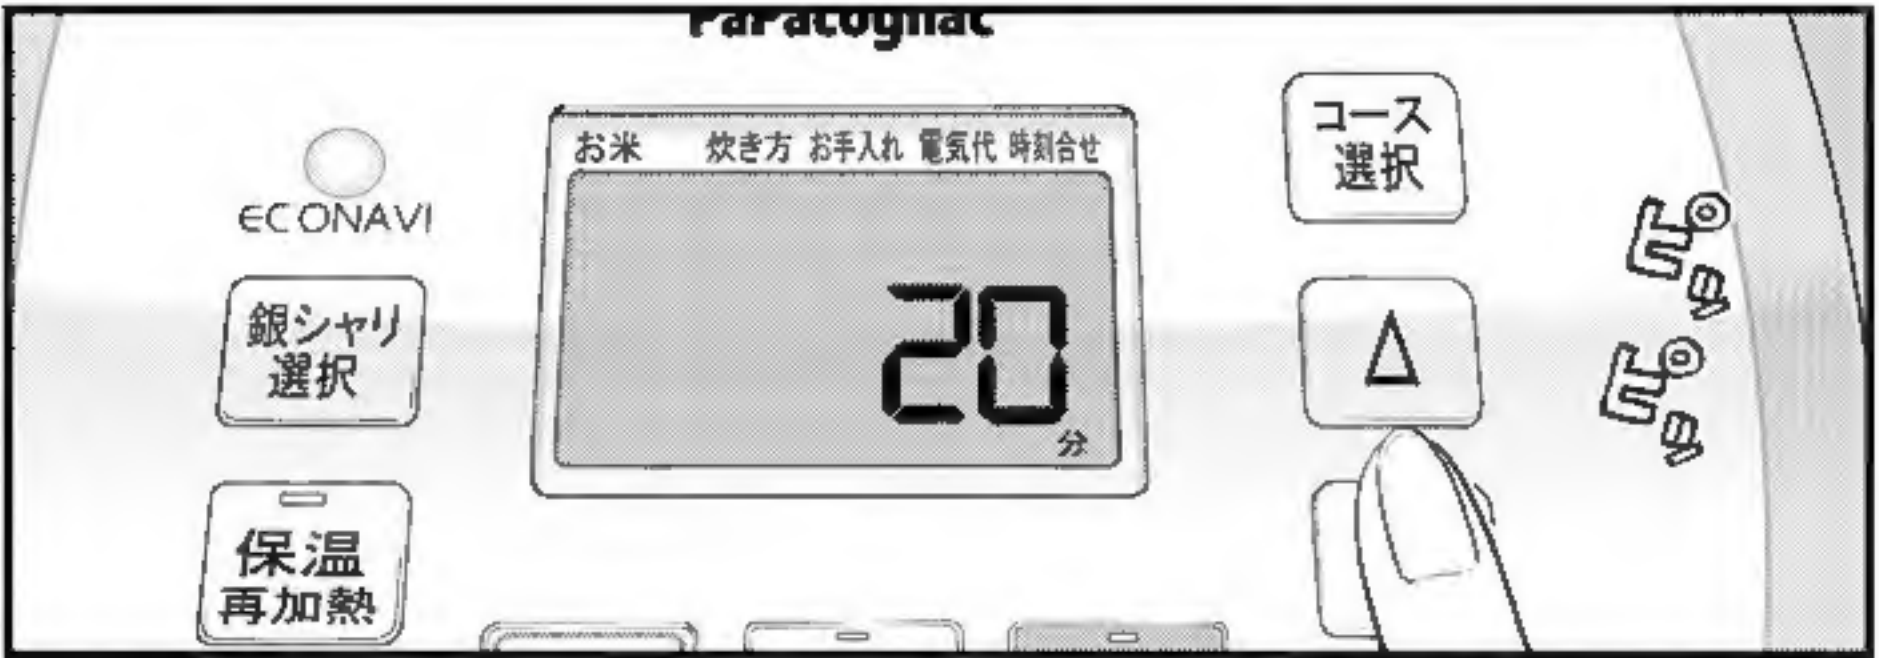 PaPacognac
お米 炊き方 お手入れ 電気代 時刻合せ
コース
選択
ECONAVI
銀シャリ
選択
20
分
△
ピッ
ピッ
保温
再加熱